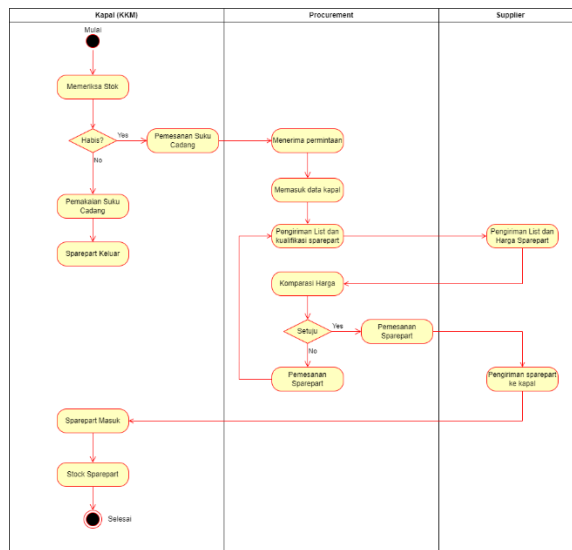 Kapal (KKM)
Procurement
Supplier
Mulai
Memeriksa Stok
Habis?
Yes
Pemesanan Suku
Cadang
Menerima permintaan
No
Memasuk data kapal
Pemakaian Suku
Cadang
Sparepart Keluar
Pengiriman List dan
kualifikasi sparepart
Pengiriman List dan
Harga Sparepart
Komparasi Harga
Setuju
Yes
Pemesanan
Sparepart
No
Pemesanan
Sparepart
Pengiriman sparepart
ke kapal
Sparepart Masuk
Stock Sparepart
Selesai